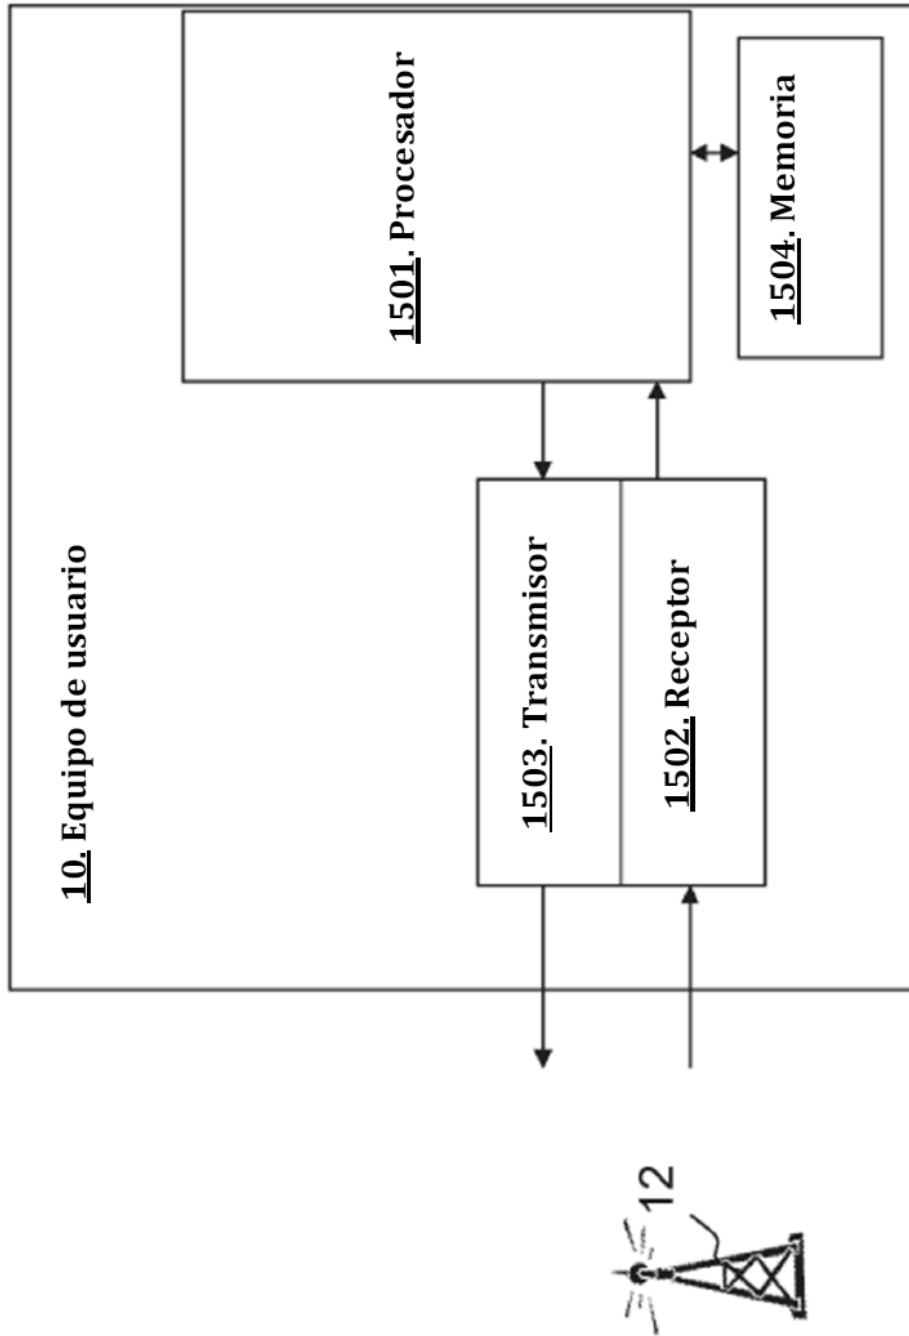 10. Equipo de usuario
1503. Transmisor
1502. Receptor
1501. Procesador
1504. Memoria
12